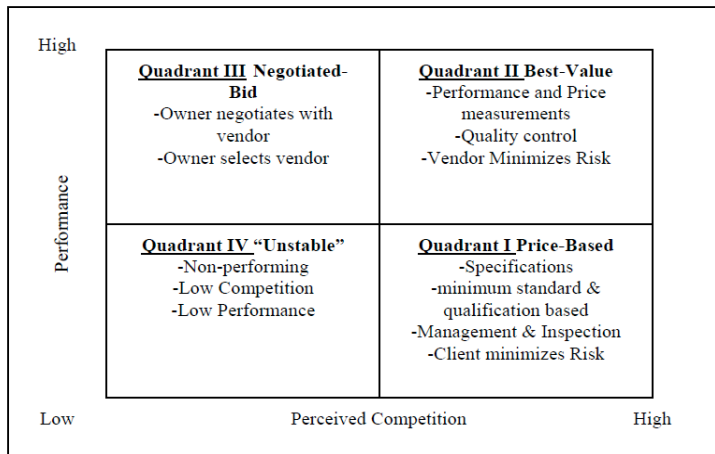 High
Quadrant III Negotiated-
Bid
-Owner negotiates with
vendor
-Owner selects vendor
Quadrant II Best-Value
-Performance and Price
measurements
-Quality control
-Vendor Minimizes Risk
Performance
Quadrant IV “Unstable”
-Non-performing
-Low Competition
-Low Performance
Quadrant I Price-Based
-Specifications
-minimum standard &
qualification based
-Management & Inspection
-Client minimizes Risk
Low
Perceived Competition
High